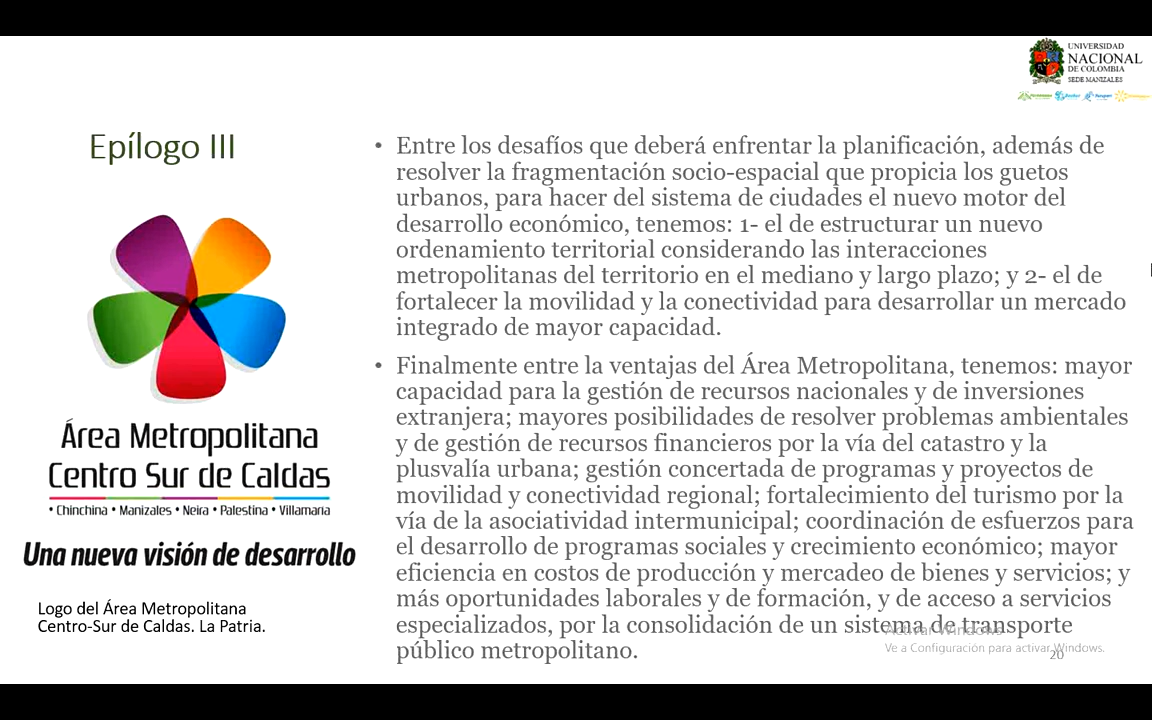 UNIVERSIDAD
NACIONAL
DE COLOMBIA
SEDE MANIZALES
Epílogo III
Área Metropolitana
Centro Sur de Caldas
• Chinchina • Manizales • Neira • Palestina • Villamaria
Una nueva visión de desarrollo
Logo del Área Metropolitana
Centro-Sur de Caldas. La Patria.
• Entre los desafíos que deberá enfrentar la planificación, además de
resolver la fragmentación socio-espacial que propicia los guetos
urbanos, para hacer del sistema de ciudades el nuevo motor del
desarrollo económico, tenemos: 1- el de estructurar un nuevo
ordenamiento territorial considerando las interacciones
metropolitanas del territorio en el mediano y largo plazo; y 2- el de
fortalecer la movilidad y la conectividad para desarrollar un mercado
integrado de mayor capacidad.
• Finalmente entre la ventajas del Área Metropolitana, tenemos: mayor
capacidad para la gestión de recursos nacionales y de inversiones
extranjera; mayores posibilidades de resolver problemas ambientales
y de gestión de recursos financieros por la vía del catastro y la
plusvalía urbana; gestión concertada de programas y proyectos de
movilidad y conectividad regional; fortalecimiento del turismo por la
vía de la asociatividad intermunicipal; coordinación de esfuerzos para
el desarrollo de programas sociales y crecimiento económico; mayor
eficiencia en costos de producción y mercadeo de bienes y servicios; y
más oportunidades laborales y de formación, y de acceso a servicios
especializados, por la consolidación de un sistema de transporte
público metropolitano.
Activar Windows
Ve a Configuración para activar Windows.
20